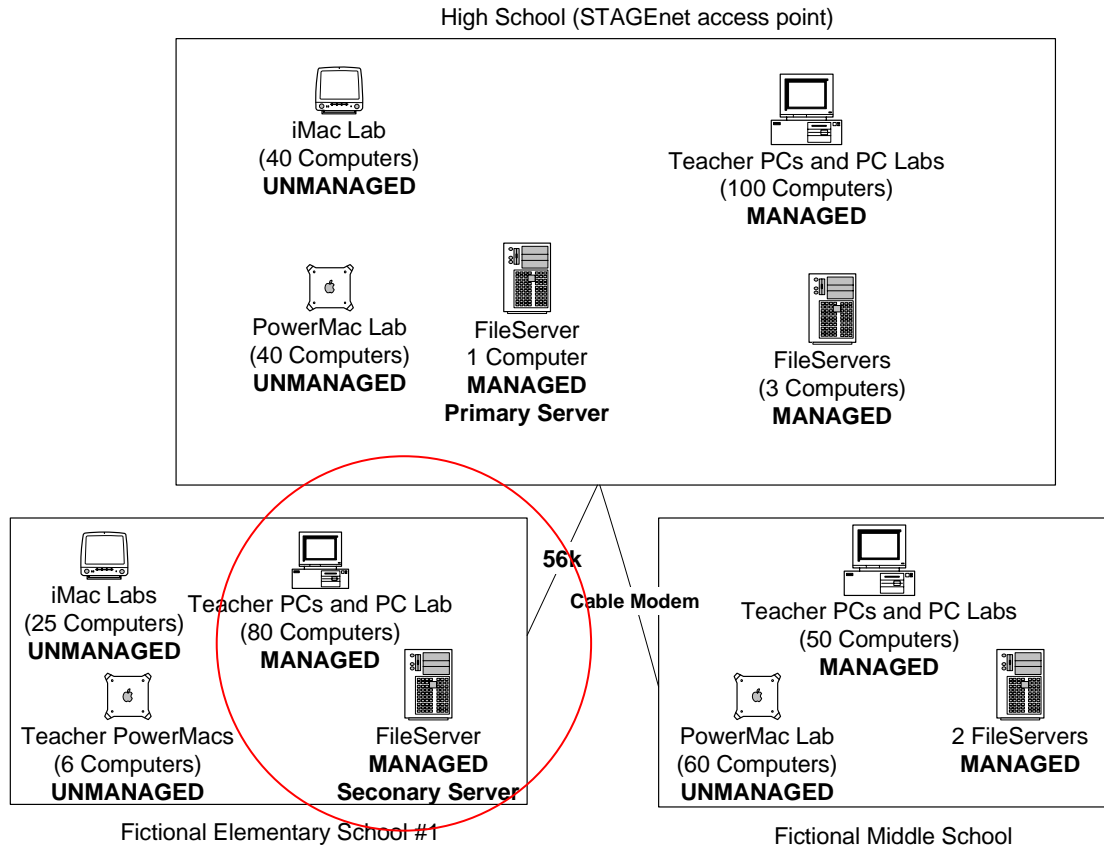 High School (STAGEnet access point)
iMac Lab
(40 Computers)
UNMANAGED
Teacher PCs and PC Labs
(100 Computers)
MANAGED
PowerMac Lab
(40 Computers)
UNMANAGED
FileServer
1 Computer
MANAGED
Primary Server
FileServers
(3 Computers)
MANAGED
56k
Cable Modem
iMac Labs
(25 Computers)
UNMANAGED
Teacher PCs and PC Lab
(80 Computers)
MANAGED
Teacher PowerMacs
(6 Computers)
UNMANAGED
FileServer
MANAGED
Seconary Server
Fictional Elementary School #1
Teacher PCs and PC Labs
(50 Computers)
MANAGED
PowerMac Lab
(60 Computers)
UNMANAGED
2 FileServers
MANAGED
Fictional Middle School